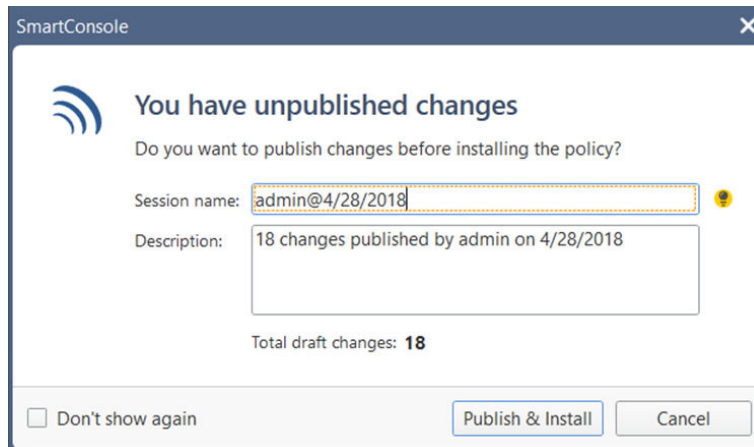 SmartConsole
You have unpublished changes
Do you want to publish changes before installing the policy?
Session name: admin@4/28/2018
Description: 18 changes published by admin on 4/28/2018
Total draft changes: 18
Don't show again Publish & Install Cancel